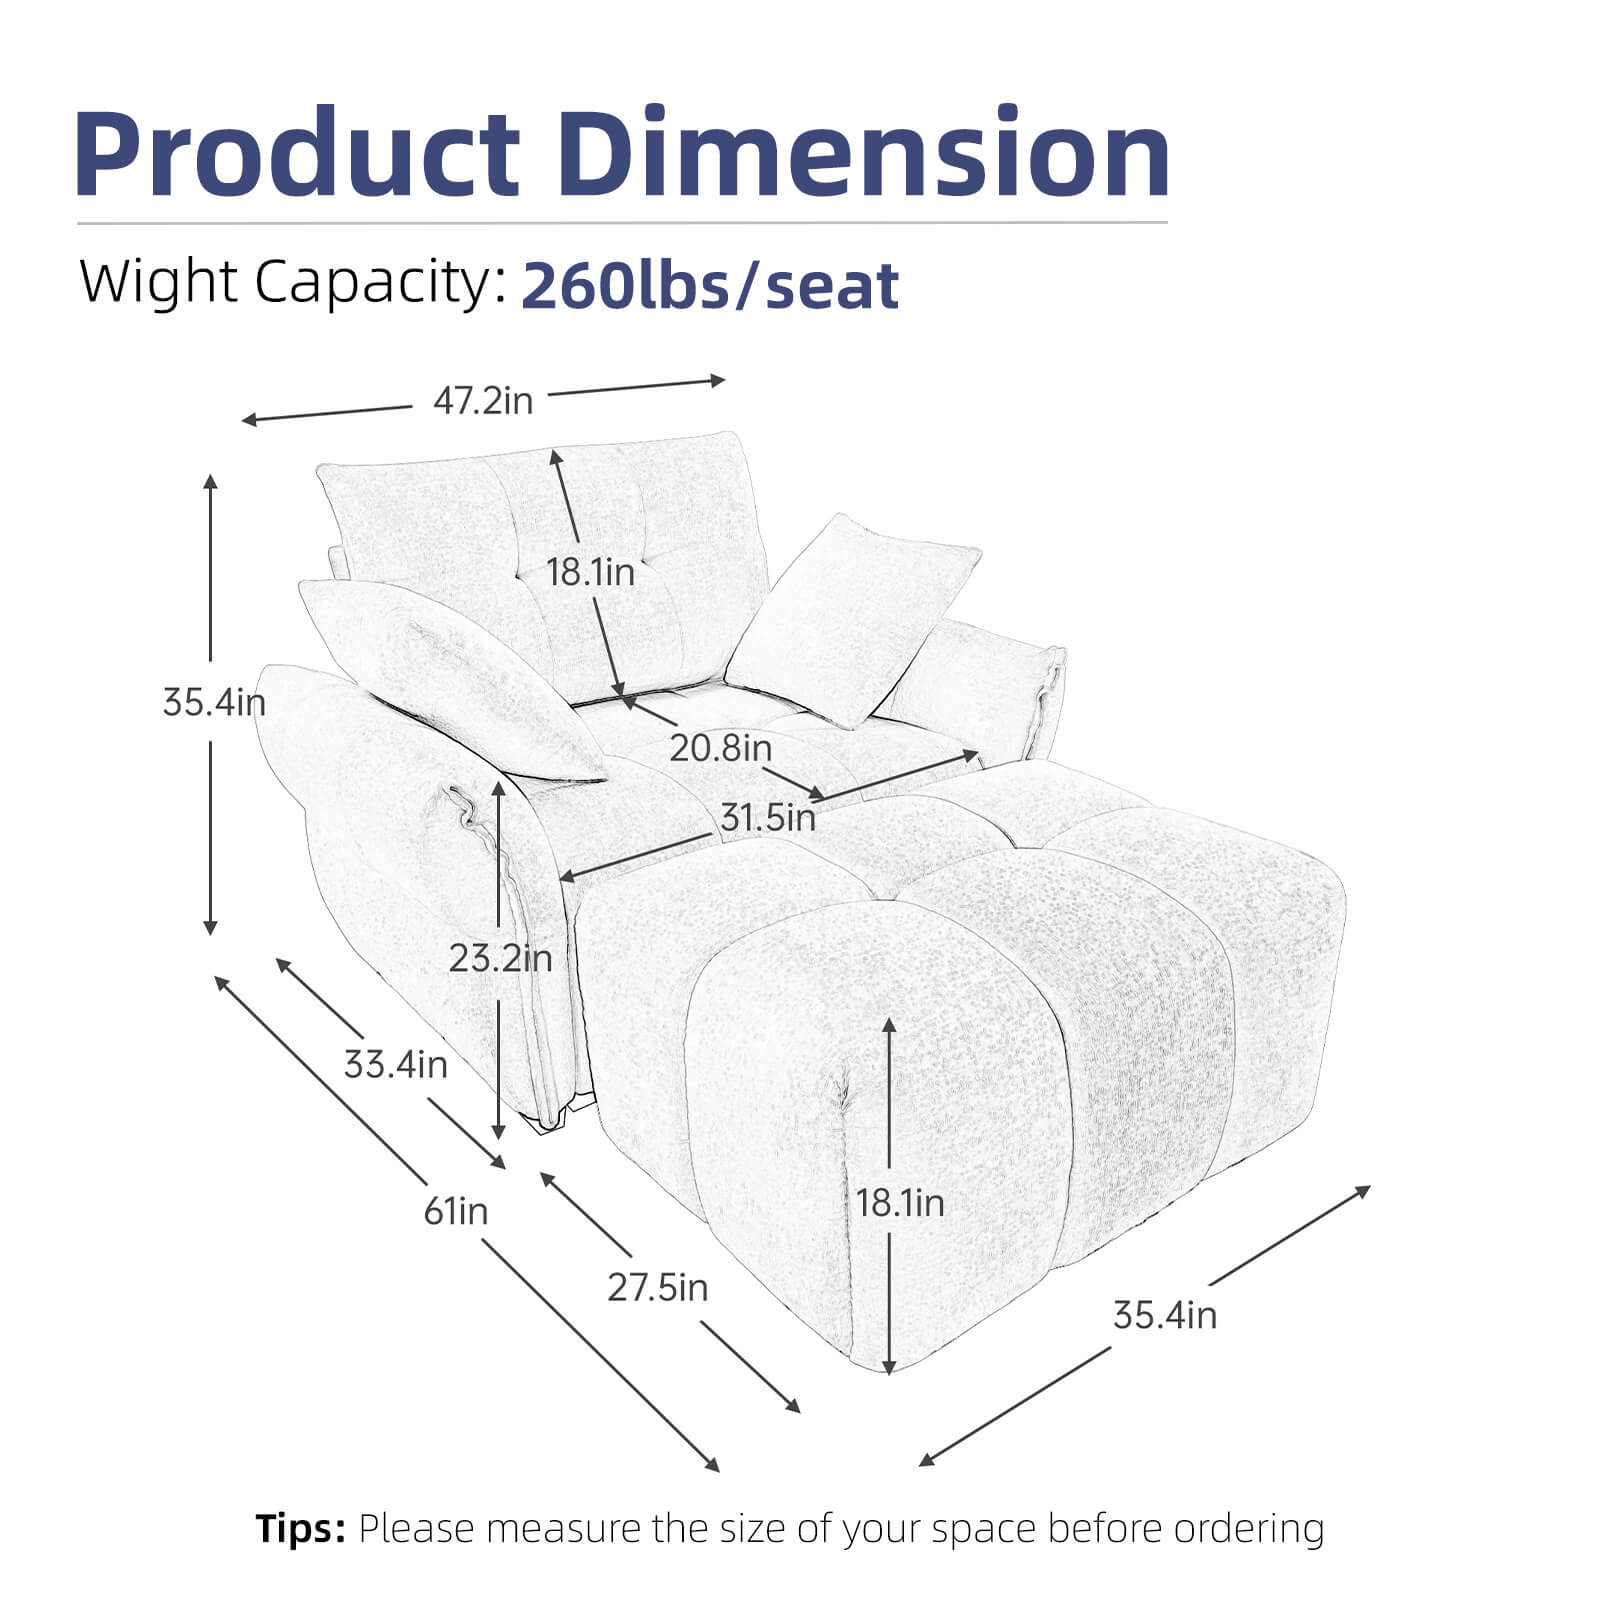 Product Dimension
Wight Capacity: 260lbs/seat
47.2in
18.1in
35.4in
20.8in
31.5in
23.2in
33.4in
61in
18.1in
27.5in
35.4in
Tips: Please measure the size of your space before ordering